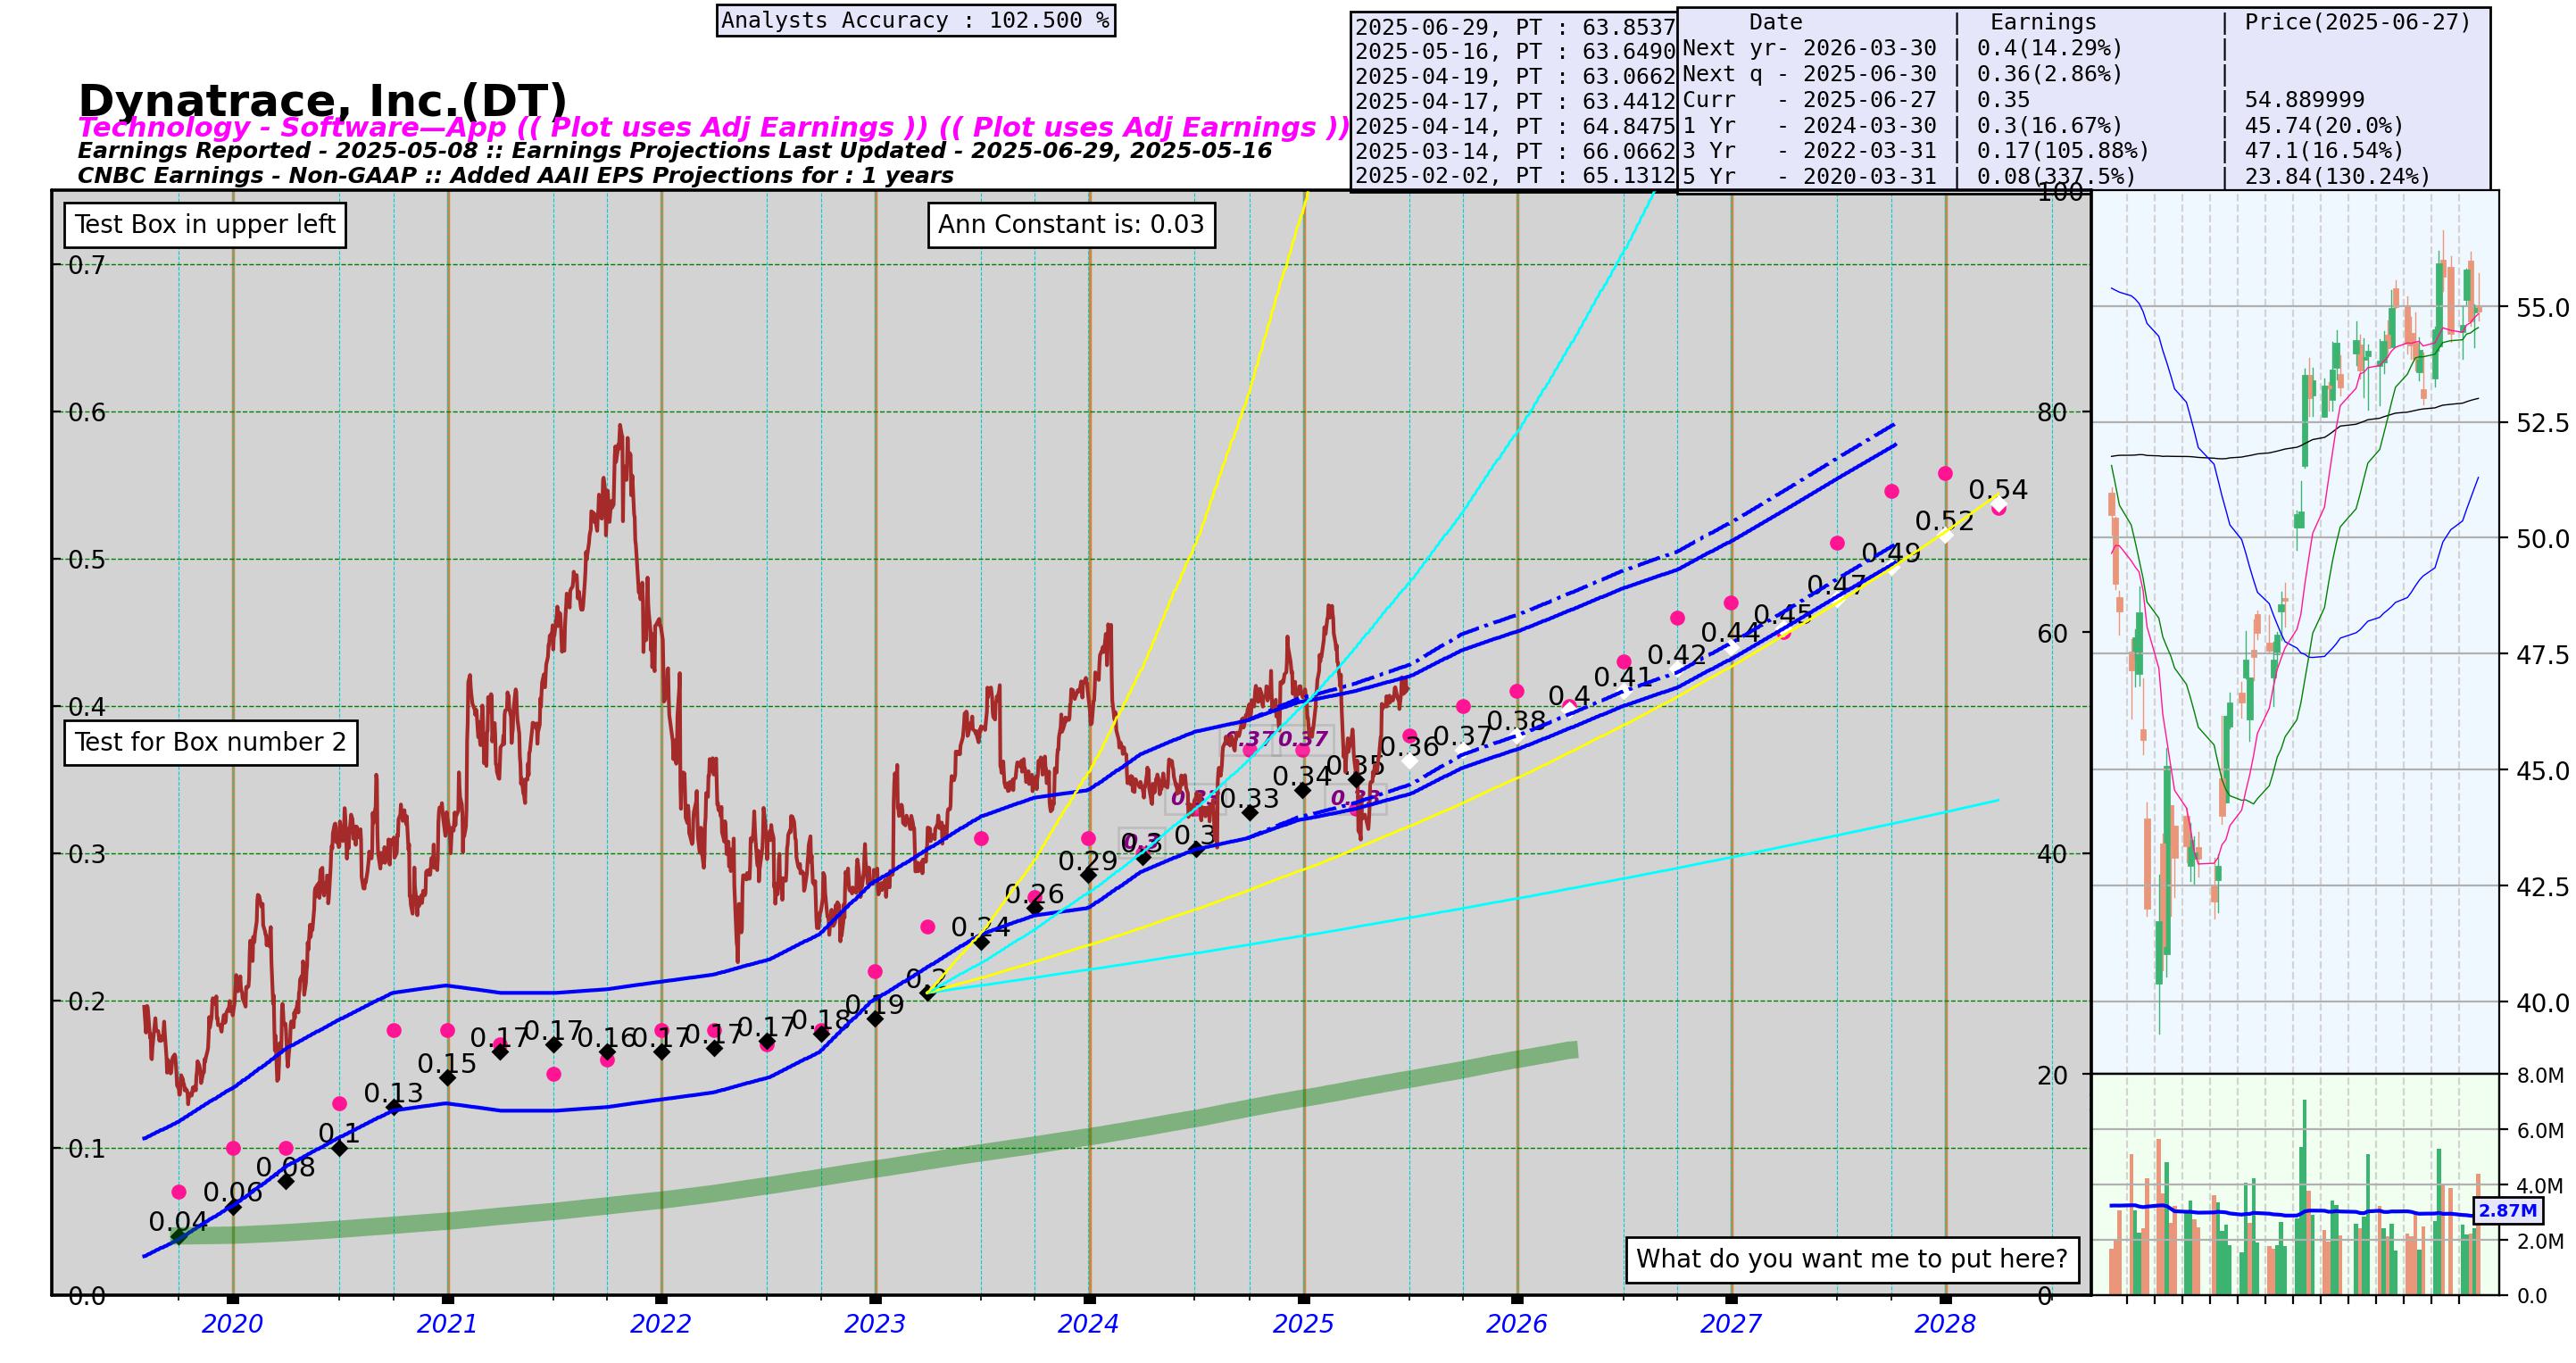 Analysts Accuracy : 102.500 %
Dynatrace, Inc.(DT)
Technology - Software—App (( Plot uses Adj Earnings )) (( Plot uses Adj Earnings ))
Earnings Reported - 2025-05-08 :: Earnings Projections Last Updated - 2025-06-29, 2025-05-16
CNBC Earnings - Non-GAAP :: Added AAII EPS Projections for : 1 years
2025-06-29, PT : 63.8537
2025-05-16, PT : 63.6490
2025-04-19, PT : 63.0662
2025-04-17, PT : 63.4412
2025-04-14, PT : 64.8475
2025-03-14, PT : 66.0662
2025-02-02, PT : 65.1312
Date | Earnings | Price(2025-06-27)
Next yr- 2026-03-30 | 0.4(14.29%) |
Next q - 2025-06-30 | 0.36(2.86%) |
Curr - 2025-06-27 | 0.35 | 54.889999
1 Yr - 2024-03-30 | 0.3(16.67%) | 45.74(20.0%)
3 Yr - 2022-03-31 | 0.17(105.88%) | 47.1(16.54%)
5 Yr - 2020-03-31 | 0.08(337.5%) | 23.84(130.24%)
Test Box in upper left
Ann Constant is: 0.03
Test for Box number 2
What do you want me to put here?
0.7
0.6
0.5
0.4
0.3
0.2
0.1
0.0
0.04
0.06
0.08
0.1
0.13
0.15
0.17
0.17
0.16
0.17
0.17
0.17
0.18
0.19
0.2
0.24
0.26
0.29
0.3
0.3
0.33
0.34
0.35
0.36
0.37
0.38
0.4
0.41
0.42
0.44
0.45
0.47
0.49
0.52
0.54
0.3
0.33
0.37
0.37
0.33
100
80
60
40
20
0
2020
2021
2022
2023
2024
2025
2026
2027
2028
55.0
52.5
50.0
47.5
45.0
42.5
40.0
8.0M
6.0M
4.0M
2.87M
2.0M
0.0